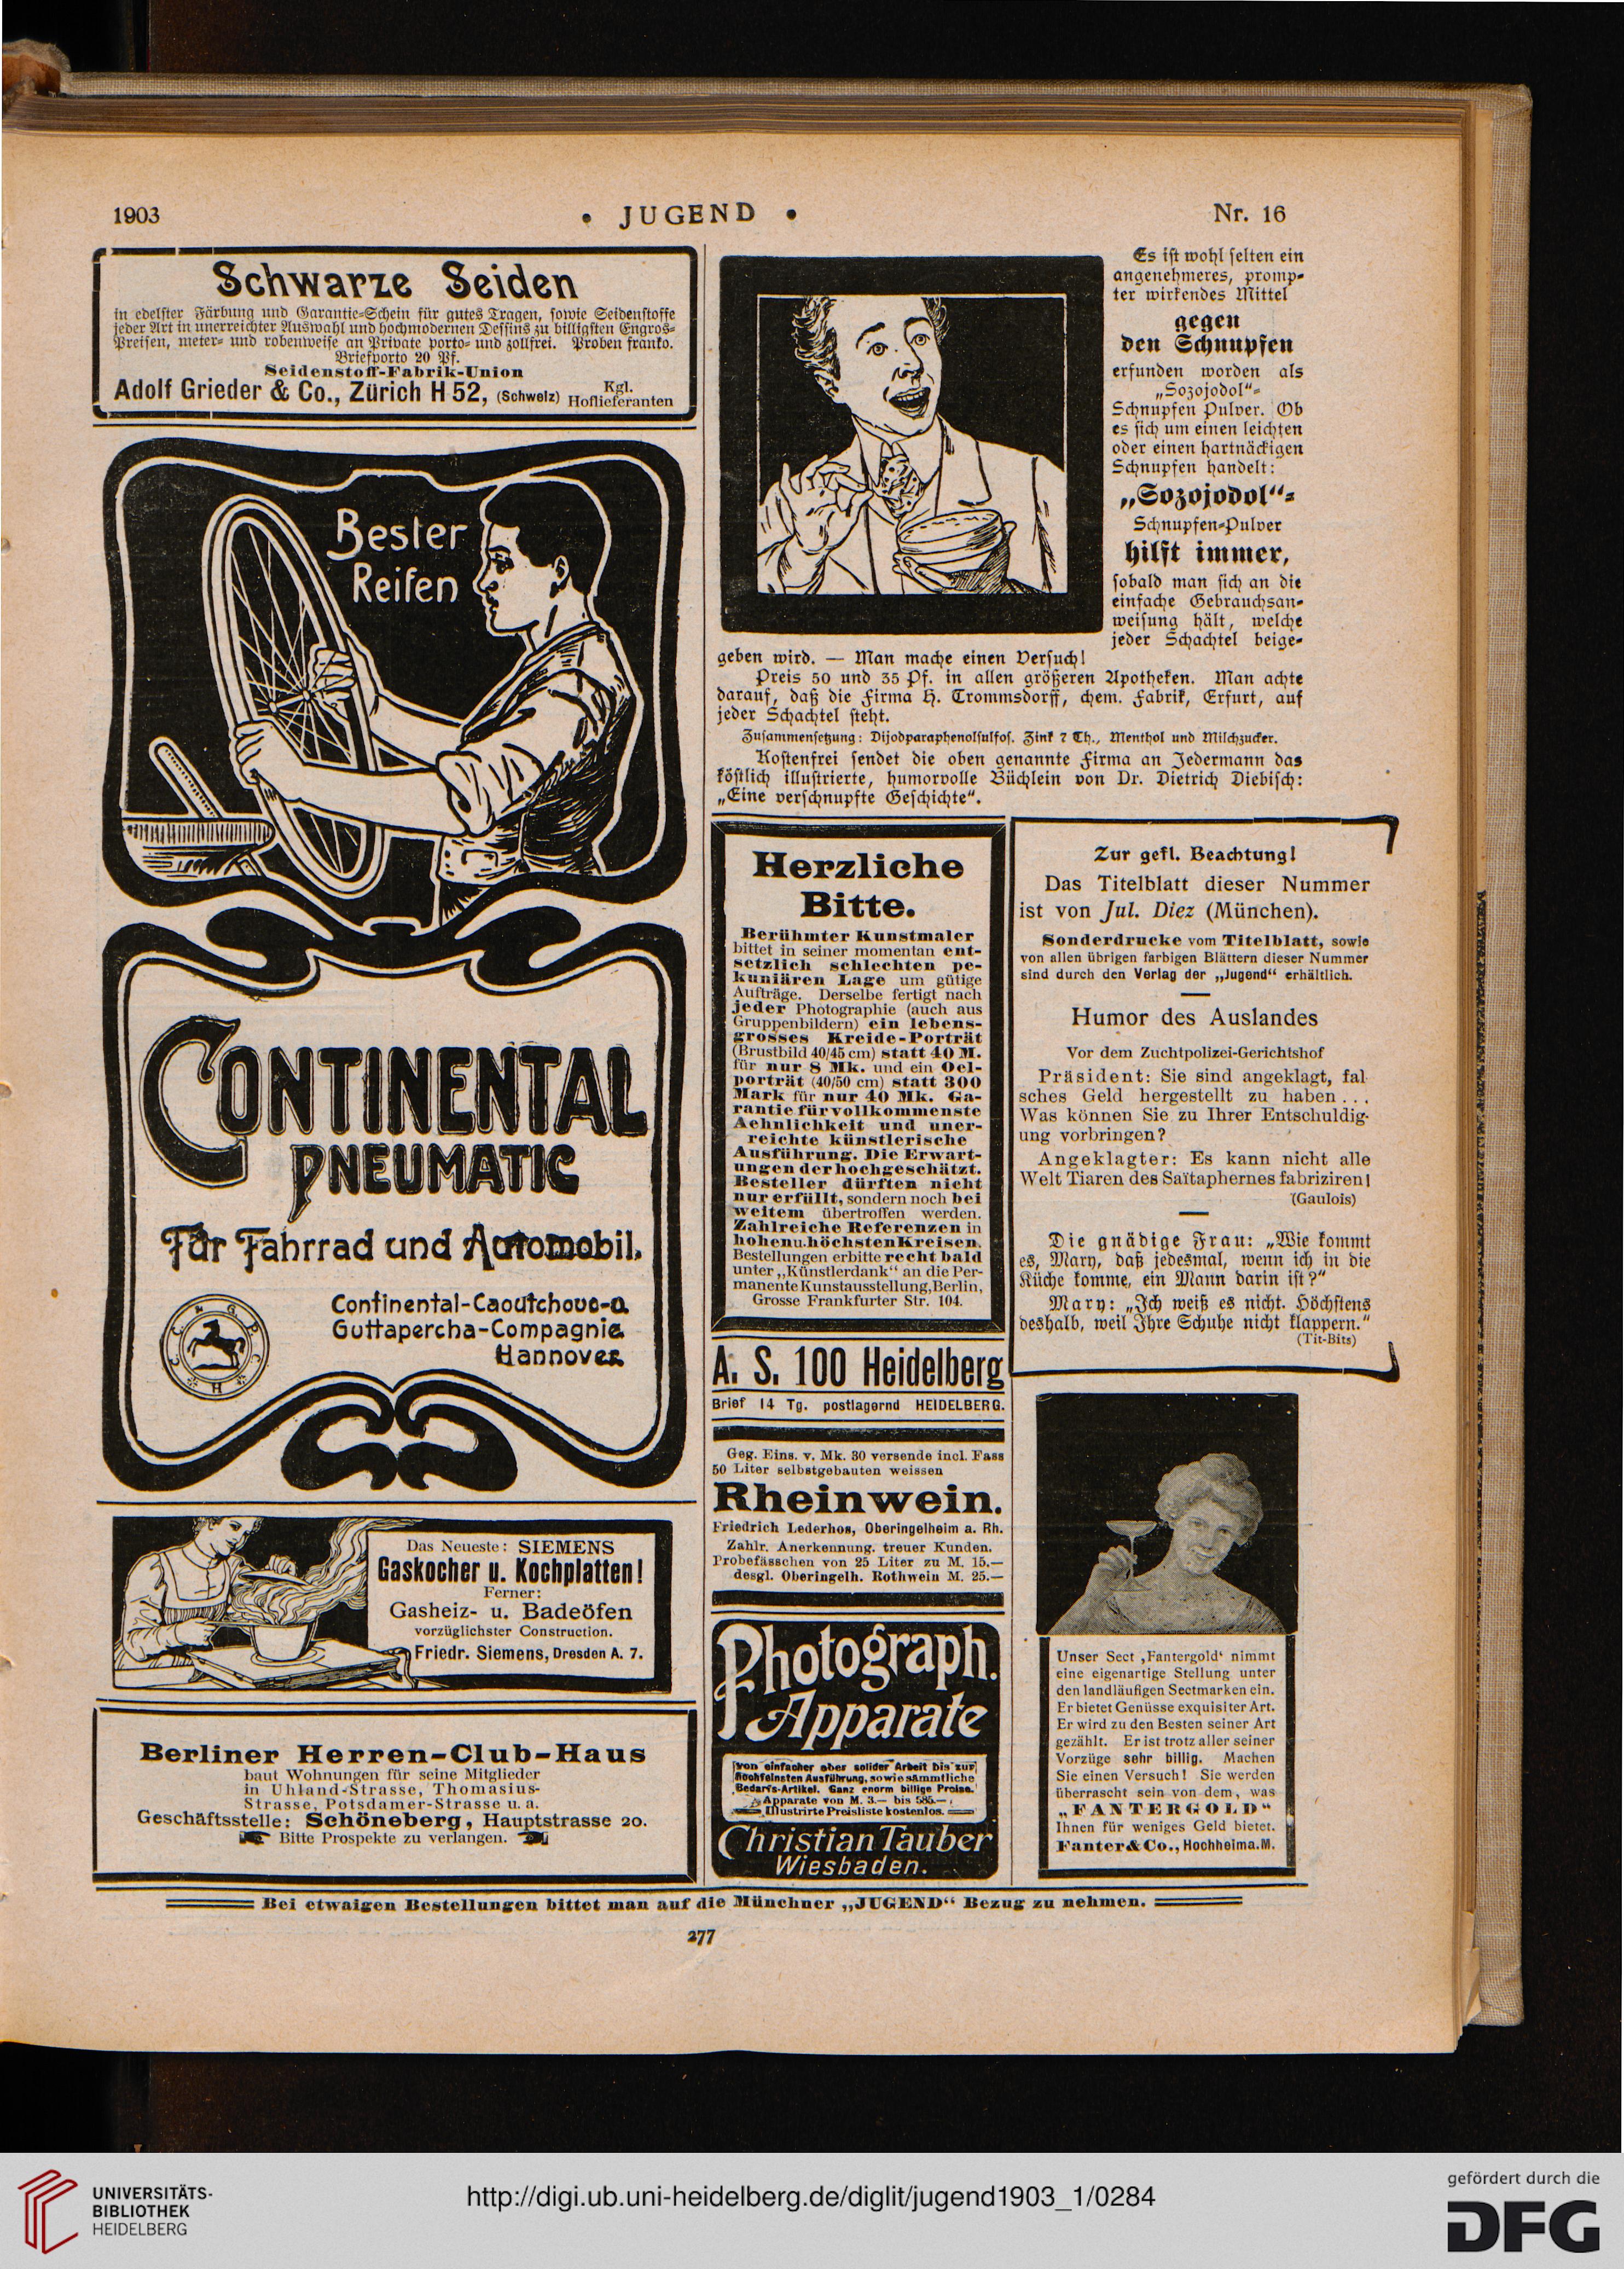 1903
• JUGEND •
Nr. 16
Schwarze Seiden
in edelster Färbung und Garantie-Schein für gutes Tragen, sowie Seidenstoffe
jeder Art in unerreichter Auswahl und hochmodernen Dessins zu billigsten Engros-
Preisen, meter- und robenweise an Private porto- und zollfrei. Proben franko.
Briefporto 20 Pf.
Seidenstoff-Fabrik-Union
Adolf Grieder & Co., Zürich H 52, (Schweiz) Kgl. Hoflieferanten
Bester
Reifen
CONTINENTAL
PNEUMATIC
Für Fahrrad und Automobil.
Continental-Caoutchouc-&
Guttapercha-Compagnie
Hannover
Das Neueste: SIEMENS
Gaskocher u. Kochplatten!
Ferner:
Gasheiz- u. Badeöfen
vorzüglichster Construction.
Friedr. Siemens, Dresden A. 7.
Berliner Herren-Club-Haus
baut Wohnungen für seine Mitglieder
in Uhland-Strasse, Thomasius-
Strasse, Potsdamer-Strasse u. a.
Geschäftsstelle: Schöneberg, Hauptstrasse 20.
Bitte Prospekte zu verlangen.
Es ist wohl selten ein
angenehmeres, promp-
ter wirkendes Mittel
gegen
den Schnupfen
erfunden worden als
„Sozojodol“-
Schnupfen Pulver. Ob
es sich um einen leichten
oder einen hartnäckigen
Schnupfen handelt:
„Sozojodol“-
Schnupfen-Pulver
hilft immer,
sobald man sich an die
einfache Gebrauchsan-
weisung hält, welche
jeder Schachtel beige-
geben wird. — Man mache einen Versuch!
Preis 50 und 35 Pf. in allen größeren Apotheken. Man achte
darauf, daß die Firma H. Trommsdorff, chem. Fabrik, Erfurt, auf
jeder Schachtel steht.
Zusammensetzung: Dijodparaphenolsulfos. Zink 7 Th., Menthol und Milchzucker.
Kostenfrei sendet die oben genannte Firma an Jedermann das
köstlich illustrierte, humorvolle Büchlein von Dr. Dietrich Diebisch:
„Eine verschnupfte Geschichte“.
Herzliche
Bitte.
Berühmter Kunstmaler
bittet in seiner momentan ent-
setzlich schlechten pe-
kuniären Lage um gütige
Aufträge. Derselbe fertigt nach
jeder Photographie (auch aus
Gruppenbildern) ein lebens-
grosses Kreide-Porträt
(Brustbild 40/45 cm) statt 40 M.
für nur 8 Mk. und ein Oel-
porträt (40/50 cm) statt 300
Mark für nur 40 Mk. Ga-
rantie für vollkommenste
Aehnlichkeit und uner-
reichte künstlerische
Ausführung. Die Erwart-
ungen der hochgeschätzt.
Besteller dürften nicht
nur erfüllt, sondern noch bei
weitem übertroffen werden.
Zahlreiche Referenzen in
hohen u. höchsten Kreisen.
Bestellungen erbitte recht bald
unter „Künstlerdank“ an die Per-
manente Kunstausstellung, Berlin,
Grosse Frankfurter Str. 104.
A. S. 100 Heidelberg
Brief 14 Tg. postlagernd HEIDELBERG.
Geg. Eins. v. Mk. 30 versende incl. Fass
50 Liter selbstgebauten weissen
Rheinwein.
Friedrich Lederhos, Oberingelheim a. Rh.
Zahlr. Anerkennung. treuer Kunden.
Probefässchen von 25 Liter zu M. 15.—
desgl. Oberingelh. Rothwein M. 25.—
Photograph.
Apparate
Von einfacher aber solider Arbeit bis zur
hochfeinsten Ausführung, sowie sämmtliche
Bedarfs-Artikel. Ganz enorm billige Preise.
Apparate von M. 3.— bis 585.—.
Illustrirte Preisliste kostenlos.
Christian Tauber
Wiesbaden.
Zur gefl. Beachtung!
Das Titelblatt dieser Nummer
ist von Jul. Diez (München).
Sonderdrucke vom Titelblatt, sowie
von allen übrigen farbigen Blättern dieser Nummer
sind durch den Verlag der „Jugend“ erhältlich.
Humor des Auslandes
Vor dem Zuchtpolizei-Gerichtshof
Präsident: Sie sind angeklagt, fal
sches Geld hergestellt zu haben ...
Was können Sie zu Ihrer Entschuldig-
ung vorbringen?
Angeklagter: Es kann nicht alle
Welt Tiaren des Saïtaphernes fabriziren!
(Gaulois)
Die gnädige Frau: „Wie kommt
es, Mary, daß jedesmal, wenn ich in die
Küche komme, ein Mann darin ist?“
Mary: „Ich weiß es nicht. Höchstens
deshalb, weil Ihre Schuhe nicht klappern.“
(Tit-Bits)
Unser Sect ‚Fantergold‘ nimmt
eine eigenartige Stellung unter
den landläufigen Sectmarken ein.
Er bietet Genüsse exquisiter Art.
Er wird zu den Besten seiner Art
gezählt. Er ist trotz aller seiner
Vorzüge sehr billig. Machen
Sie einen Versuch! Sie werden
überrascht sein von dem, was
„FANTERGOLD“
Ihnen für weniges Geld bietet.
Fanter & Co., Hochheim a. M.
Bei etwaigen Bestellungen bittet man auf die Münchner „JUGEND“ Bezug zu nehmen.
277
UNIVERSITÄTS-
BIBLIOTHEK
HEIDELBERG
http://digi.ub.uni-heidelberg.de/diglit/jugend1903_1/0284
gefördert durch die
DFG